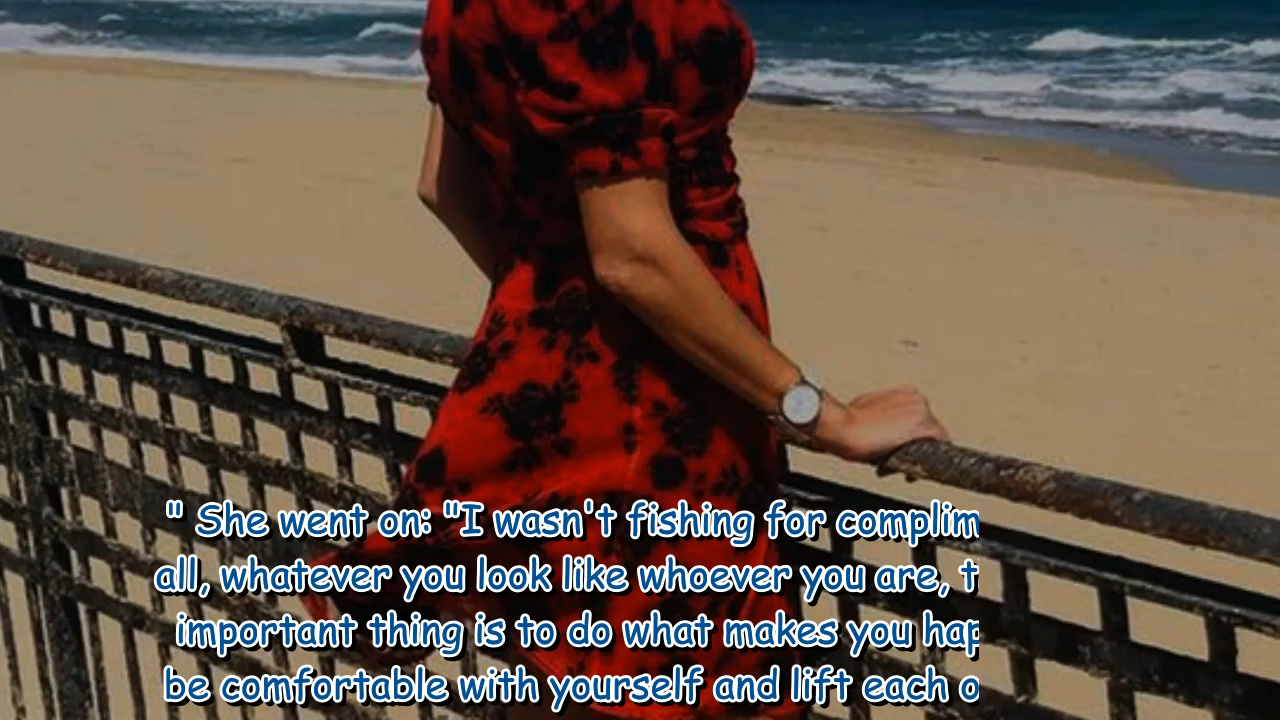 " She went on: "I wasn't fishing for complim
all, whatever you look like whoever you are, t
important thing is to do what makes you hap
be comfortable with yourself and lift each o